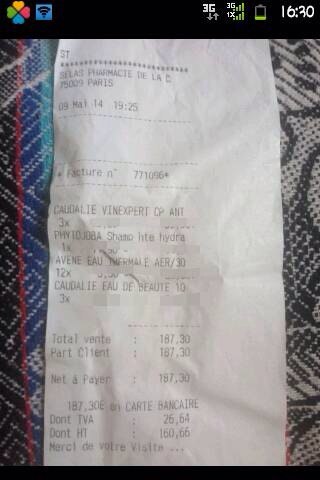 3G
3G
16:30
ST
SELAS PHARMACIE DE LA C
75009 PARIS
09 Mai 14 19:25
* Facture n° 771096*
CAUDALIE VINEXPERT CP ANT
3x
PHYTOJOBA Shamp hte hydra
1x
AVENE EAU THERMALE AER/30
12x
CAUDALIE EAU DE BEAUTE 10
3x
Total vente : 187,30
Part Client : 187,30
Net à Payer : 187,30
187,30E en CARTE BANCAIRE
Dont TVA : 26,64
Dont HT : 160,66
Merci de votre Visite ...